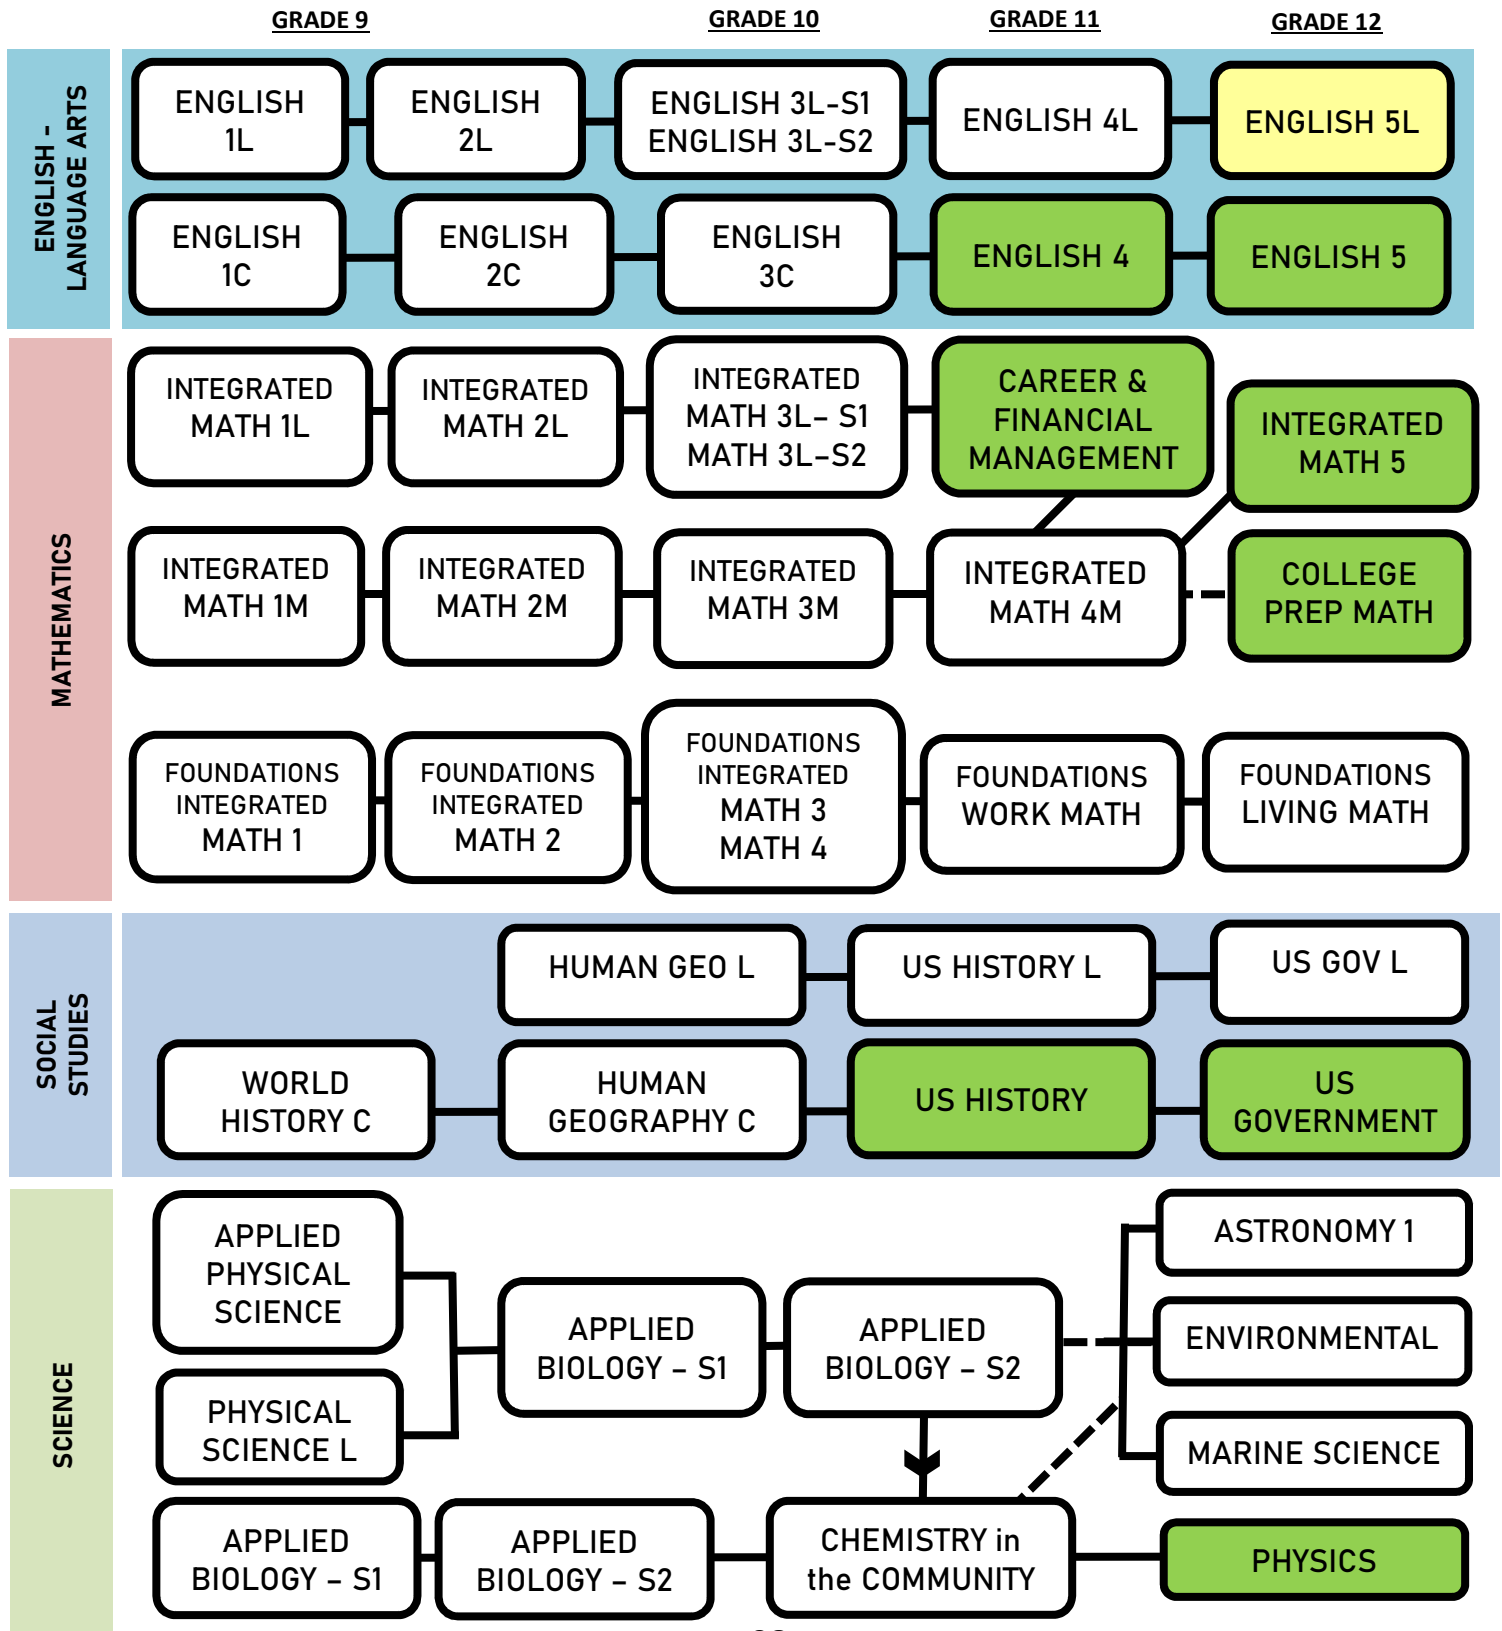 GRADE 9
GRADE 10
GRADE 11
GRADE 12
ENGLISH –
LANGUAGE ARTS
ENGLISH
1L
ENGLISH
2L
ENGLISH 3L-S1
ENGLISH 3L-S2
ENGLISH 4L
ENGLISH 5L
ENGLISH
1C
ENGLISH
2C
ENGLISH
3C
ENGLISH 4
ENGLISH 5
MATHEMATICS
INTEGRATED
MATH 1L
INTEGRATED
MATH 2L
INTEGRATED
MATH 3L– S1
MATH 3L–S2
CAREER &
FINANCIAL
MANAGEMENT
INTEGRATED
MATH 5
INTEGRATED
MATH 1M
INTEGRATED
MATH 2M
INTEGRATED
MATH 3M
INTEGRATED
MATH 4M
COLLEGE
PREP MATH
FOUNDATIONS
INTEGRATED
MATH 1
FOUNDATIONS
INTEGRATED
MATH 2
FOUNDATIONS
INTEGRATED
MATH 3
MATH 4
FOUNDATIONS
WORK MATH
FOUNDATIONS
LIVING MATH
SOCIAL
STUDIES
HUMAN GEO L
US HISTORY L
US GOV L
WORLD
HISTORY C
HUMAN
GEOGRAPHY C
US HISTORY
US
GOVERNMENT
SCIENCE
APPLIED
PHYSICAL
SCIENCE
PHYSICAL
SCIENCE L
APPLIED
BIOLOGY – S1
APPLIED
BIOLOGY – S2
ASTRONOMY 1
ENVIRONMENTAL
MARINE SCIENCE
APPLIED
BIOLOGY – S1
APPLIED
BIOLOGY – S2
CHEMISTRY in
the COMMUNITY
PHYSICS